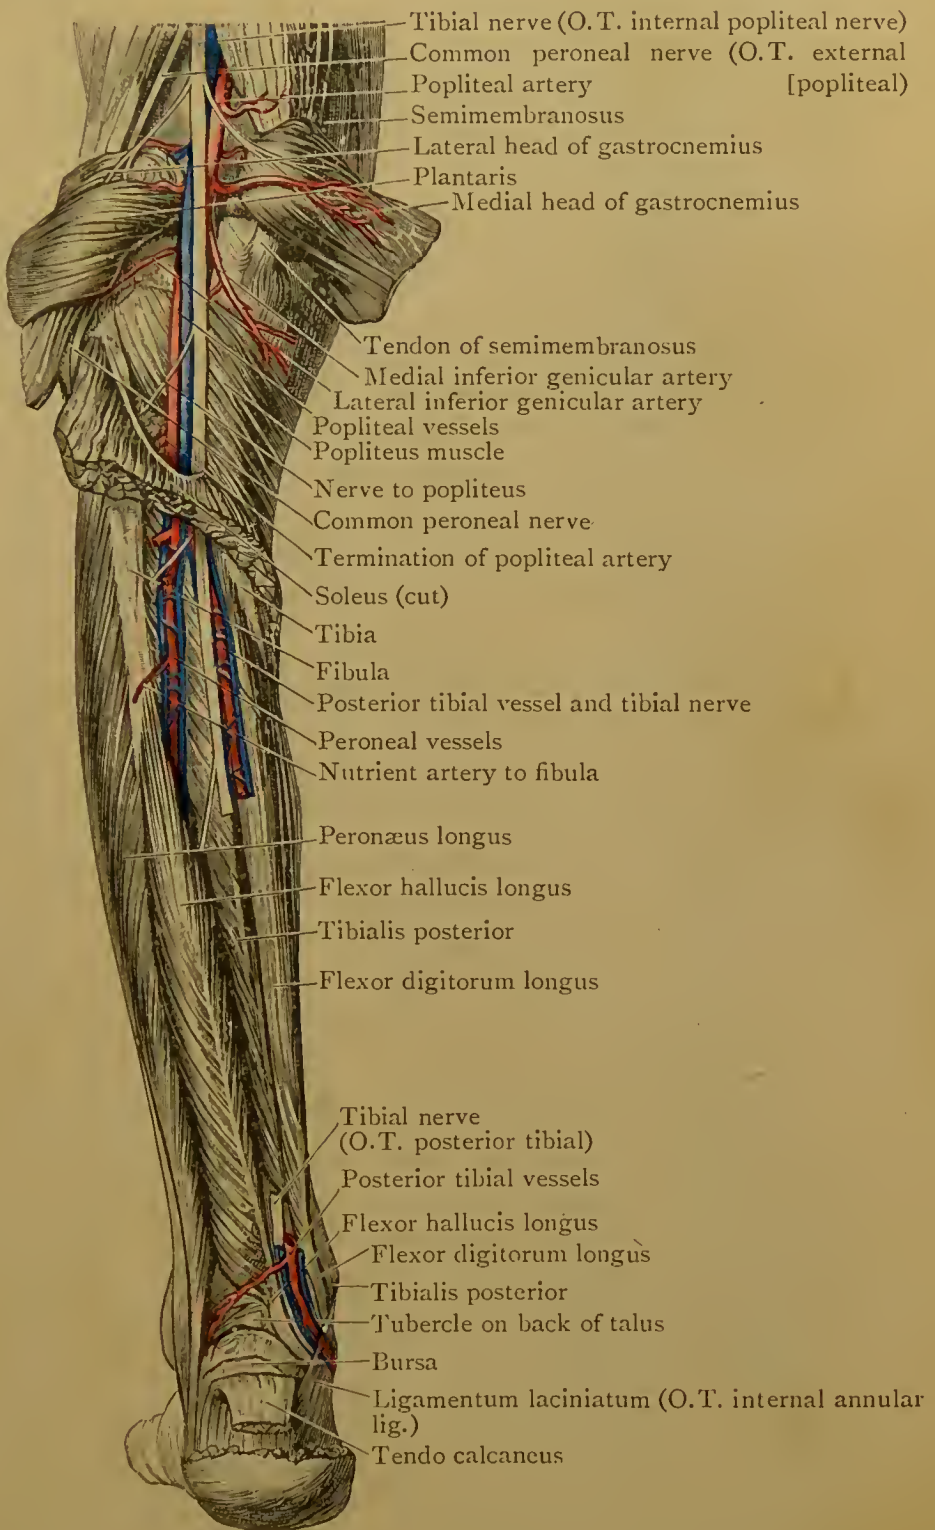 Tibial nerve (O.T. internal popliteal nerve)
Common peroneal nerve (O.T. external
Popliteal artery [popliteal)
Semimembranosus
Lateral head of gastrocnemius
Plantaris
Medial head of gastrocnemius
Tendon of semimembranosus
Medial inferior genicular artery
Lateral inferior genicular artery
Popliteal vessels
Popliteus muscle
Nerve to popliteus
Common peroneal nerve
Termination of popliteal artery
Soleus (cut)
Tibia
Fibula
Posterior tibial vessel and tibial nerve
Peroneal vessels
Nutrient artery to fibula
Peronæus longus
Flexor hallucis longus
Tibialis posterior
Flexor digitorum longus
Tibial nerve
(O.T. posterior tibial)
Posterior tibial vessels
Flexor hallucis longus
Flexor digitorum longus
Tibialis posterior
Tubercle on back of talus
Bursa
Ligamentum laciniatum (O.T. internal annular
lig.)
Tendo calcaneus